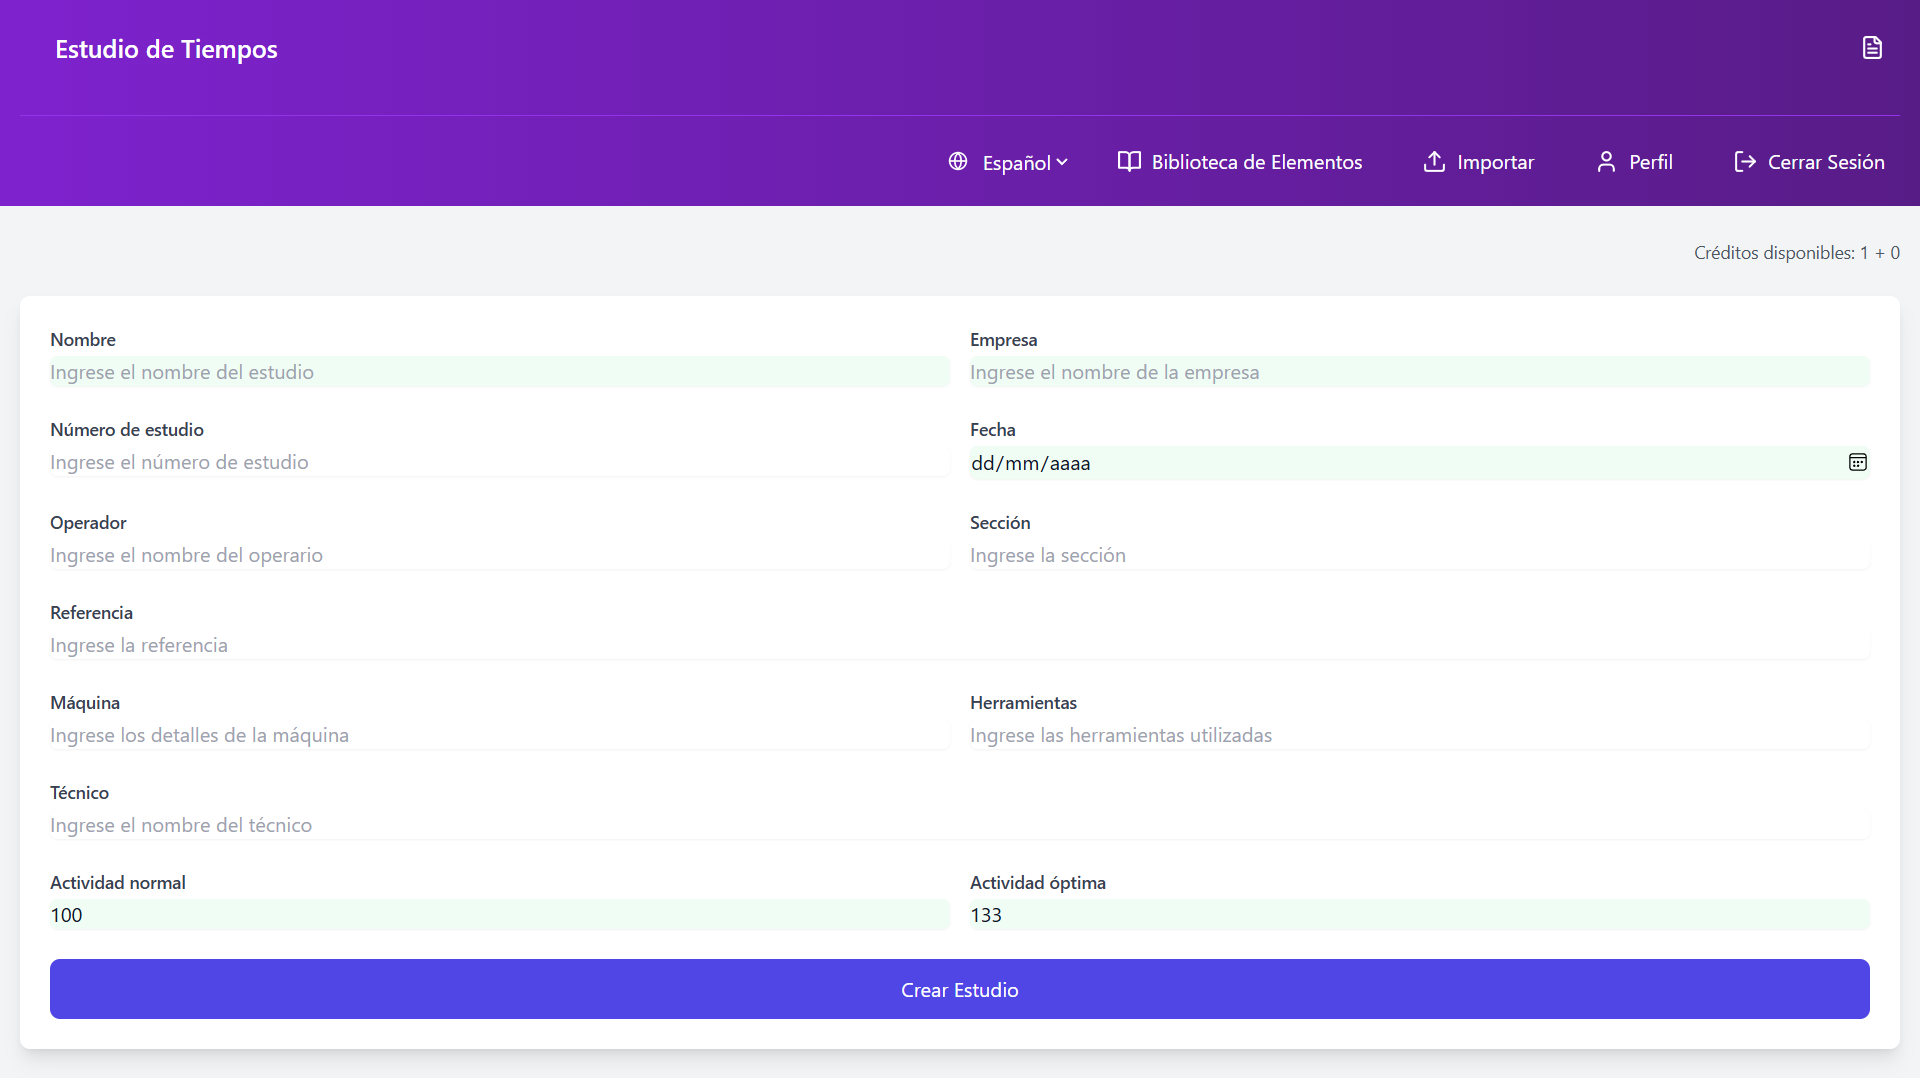 Estudio de Tiempos
Español
Biblioteca de Elementos
Importar
Perfil
Cerrar Sesión
Créditos disponibles: 1 + 0
Nombre
Ingrese el nombre del estudio
Empresa
Ingrese el nombre de la empresa
Número de estudio
Ingrese el número de estudio
Fecha
dd/mm/aaaa
Operador
Ingrese el nombre del operario
Sección
Ingrese la sección
Referencia
Ingrese la referencia
Máquina
Ingrese los detalles de la máquina
Herramientas
Ingrese las herramientas utilizadas
Técnico
Ingrese el nombre del técnico
Actividad normal
100
Actividad óptima
133
Crear Estudio